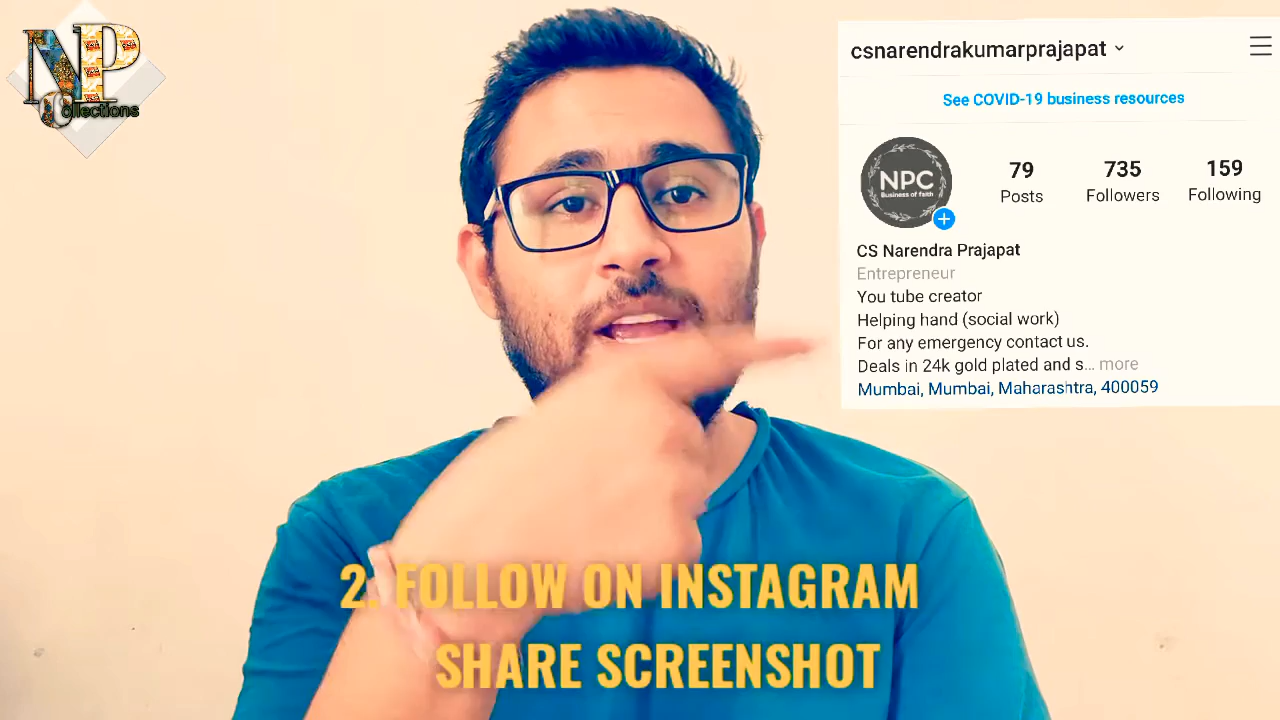 NP
Collections
csnarendrakumarprajapat
See COVID-19 business resources
79
735
159
Posts
Followers
Following
NPC
Business of faith
CS Narendra Prajapat
Entrepreneur
You tube creator
Helping hand (social work)
For any emergency contact us.
Deals in 24k gold plated and s... more
Mumbai, Mumbai, Maharashtra, 400059
2. FOLLOW ON INSTAGRAM
SHARE SCREENSHOT